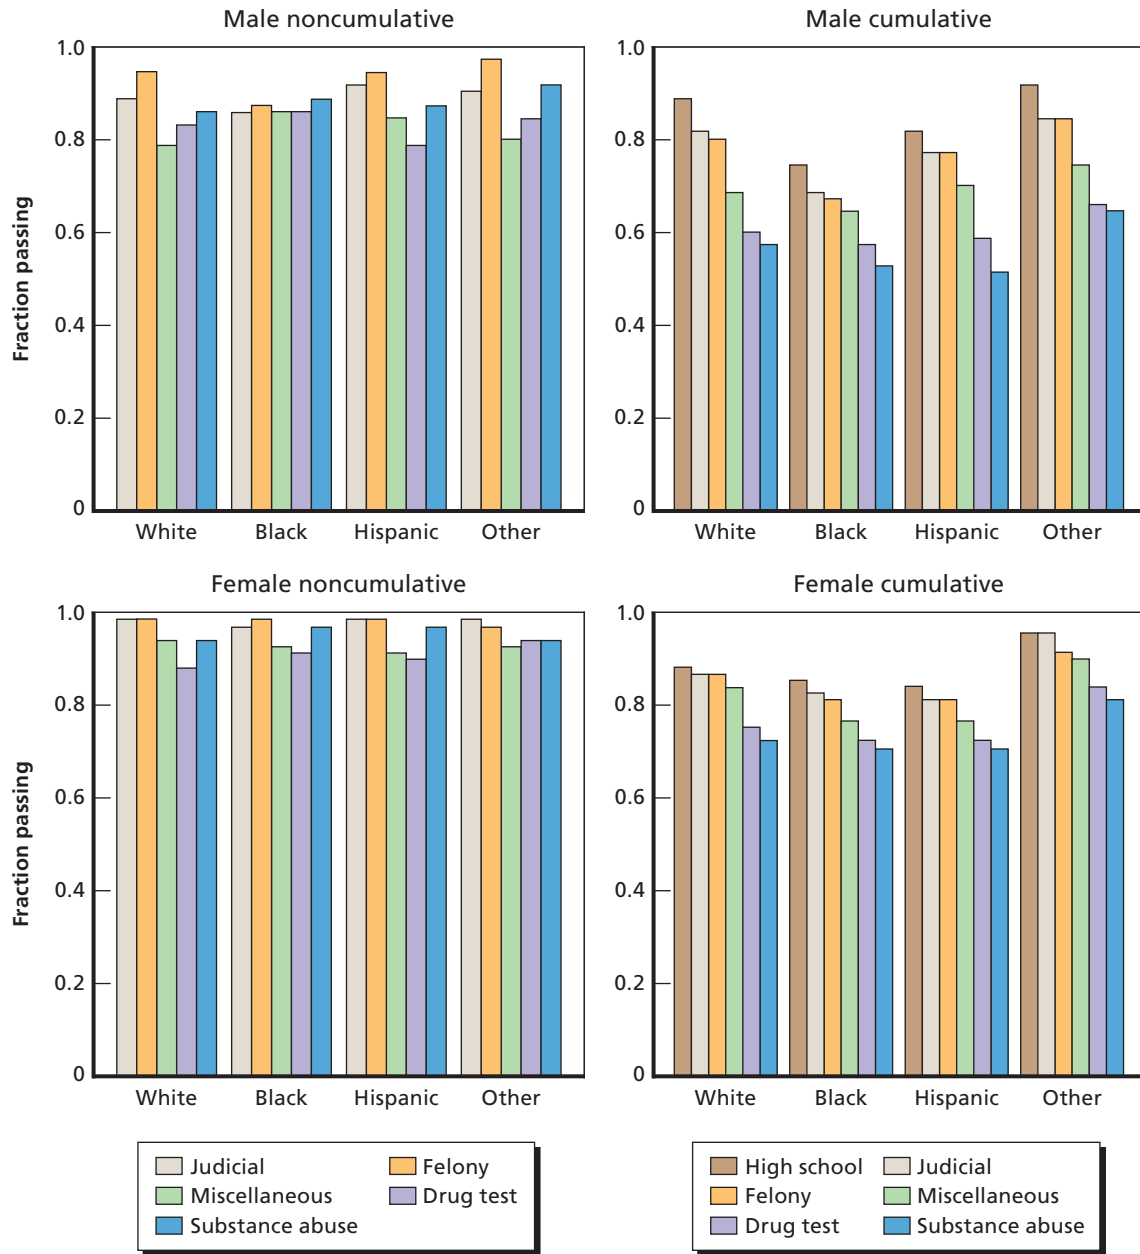 Male noncumulative
Fraction passing
1.0
0.8
0.6
0.4
0.2
0
White Black Hispanic Other
Male cumulative
1.0
0.8
0.6
0.4
0.2
0
White Black Hispanic Other
Female noncumulative
Fraction passing
1.0
0.8
0.6
0.4
0.2
0
White Black Hispanic Other
Female cumulative
1.0
0.8
0.6
0.4
0.2
0
White Black Hispanic Other
Judicial Felony
Miscellaneous Drug test
Substance abuse
High school Judicial
Felony Miscellaneous
Drug test Substance abuse